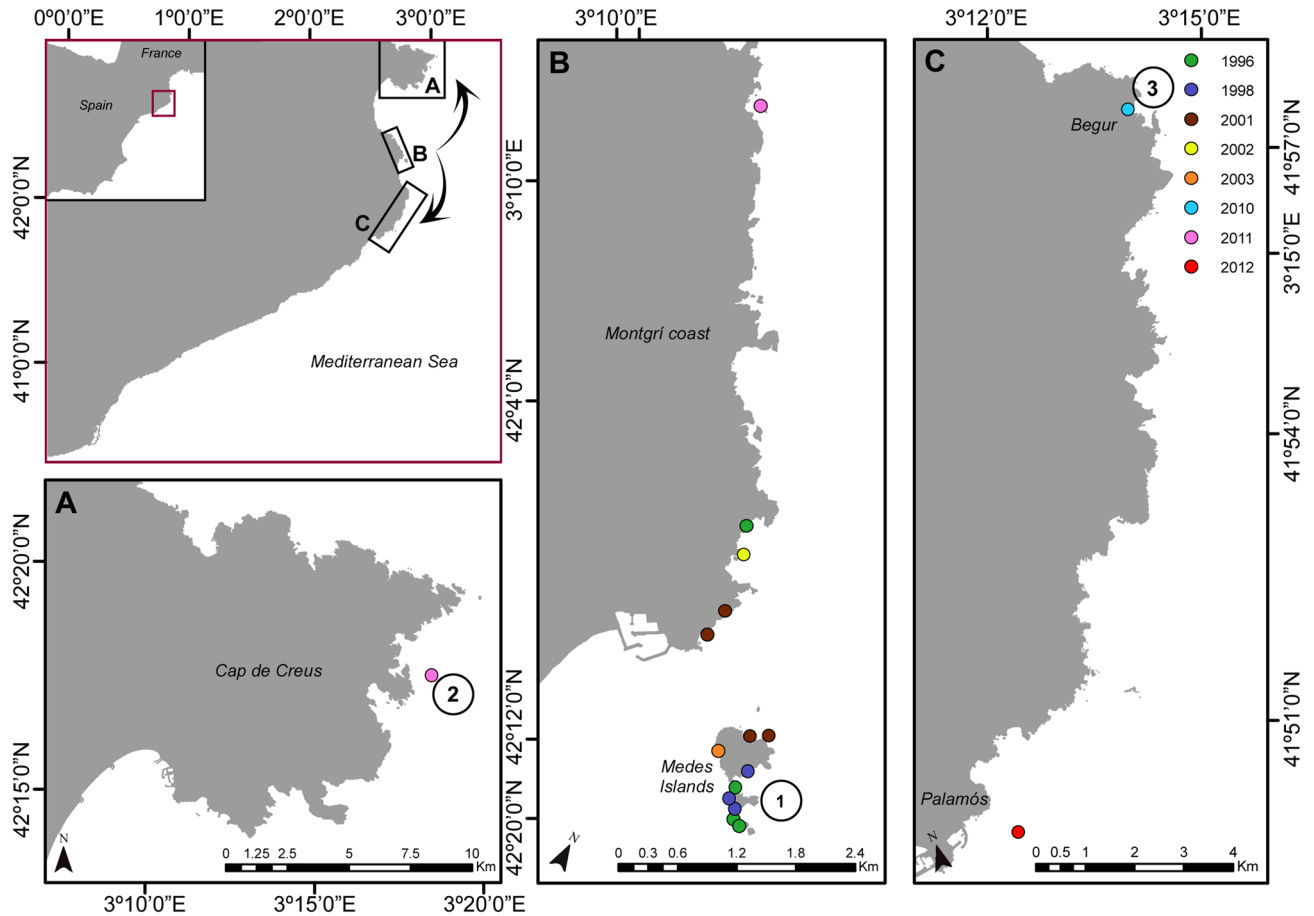 0º0'0”E 1º0'0”E 2º0'0”E 3º0'0”E
France
Spain
A
B
C
42º0'0”N
41º0'0”N
Mediterranean Sea
A
42º20'0”N
42º15'0”N
Cap de Creus
2
N
0 1.25 2.5 5 7.5 10
Km
3º10'0”E 3º15'0”E 3º20'0”E
3º10'0”E
B
3º10'0”E
42º4'0”N
42º12'0”N
42º20'0”N
Montgrí coast
Medes
Islands
1
N
0 0.3 0.6 1.2 1.8 2.4
Km
3º12'0”E 3º15'0”E
C
3
Begur
1996
1998
2001
2002
2003
2010
2011
2012
41º57'0”N
3º15'0”E
41º54'0”N
41º51'0”N
Palamós
N
0 0.5 1 2 3 4
Km